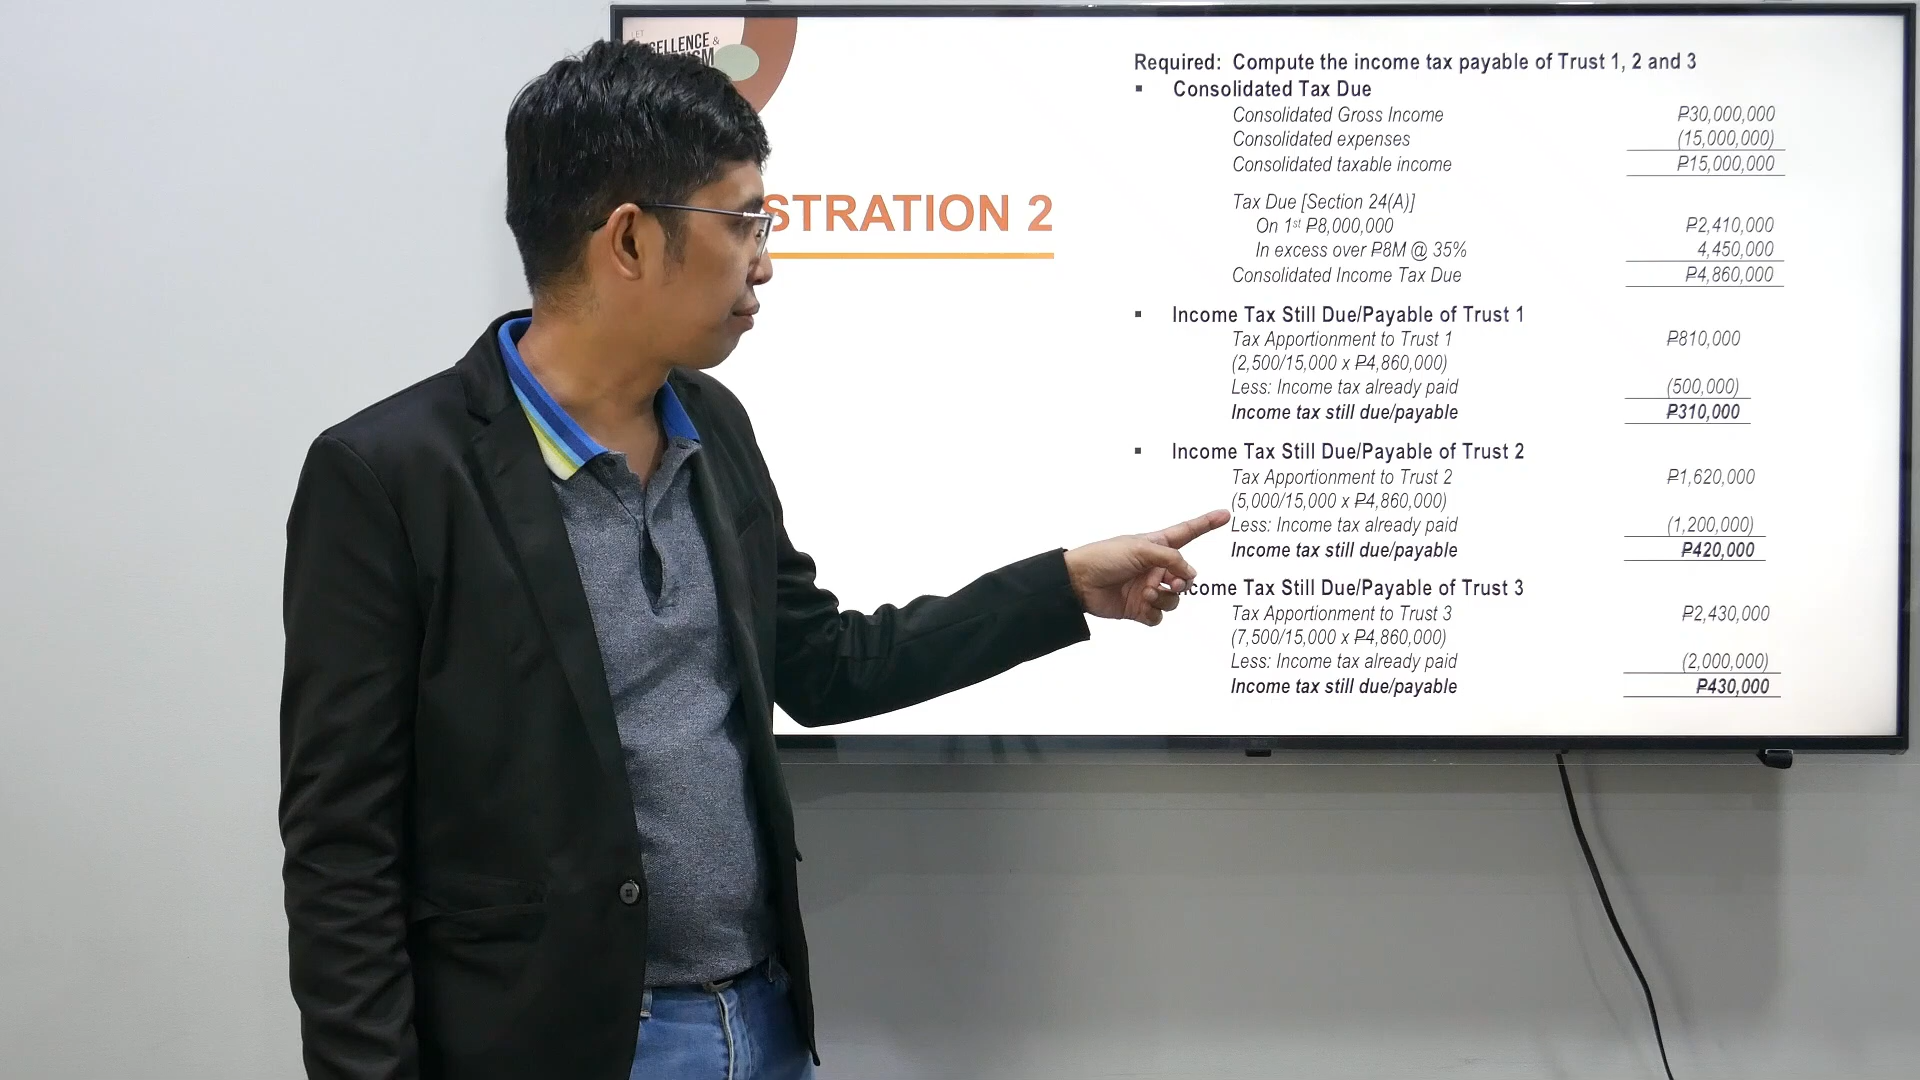 LET
&
STRATION 2
Required: Compute the income tax payable of Trust 1, 2 and 3
▪ Consolidated Tax Due
Consolidated Gross Income ₱30,000,000
Consolidated expenses (15,000,000)
Consolidated taxable income ₱15,000,000
Tax Due [Section 24(A)]
On 1st ₱8,000,000 ₱2,410,000
In excess over ₱8M @ 35% 4,450,000
Consolidated Income Tax Due ₱4,860,000
▪ Income Tax Still Due/Payable of Trust 1
Tax Apportionment to Trust 1 ₱810,000
(2,500/15,000 x ₱4,860,000)
Less: Income tax already paid (500,000)
Income tax still due/payable ₱310,000
▪ Income Tax Still Due/Payable of Trust 2
Tax Apportionment to Trust 2 ₱1,620,000
(5,000/15,000 x ₱4,860,000)
Less: Income tax already paid (1,200,000)
Income tax still due/payable ₱420,000
come Tax Still Due/Payable of Trust 3
Tax Apportionment to Trust 3 ₱2,430,000
(7,500/15,000 x ₱4,860,000)
Less: Income tax already paid (2,000,000)
Income tax still due/payable ₱430,000